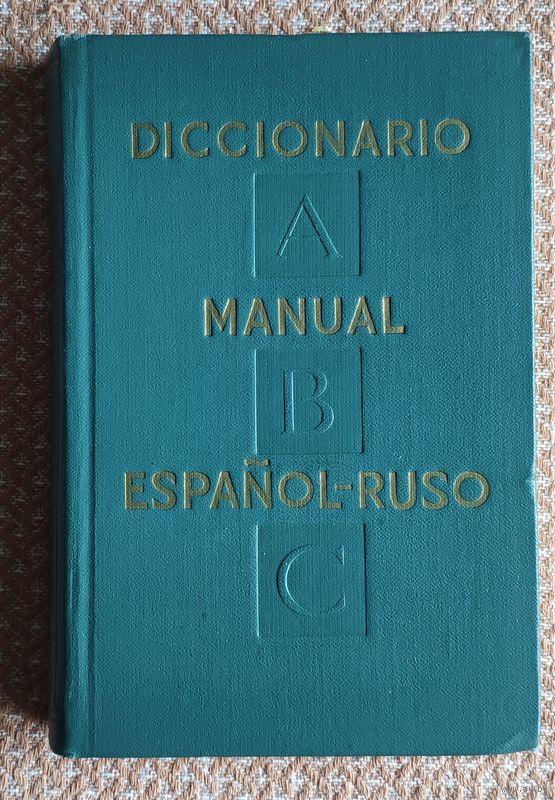 DICCIONARIO
A
MANUAL
B
ESPAÑOL-RUSO
C